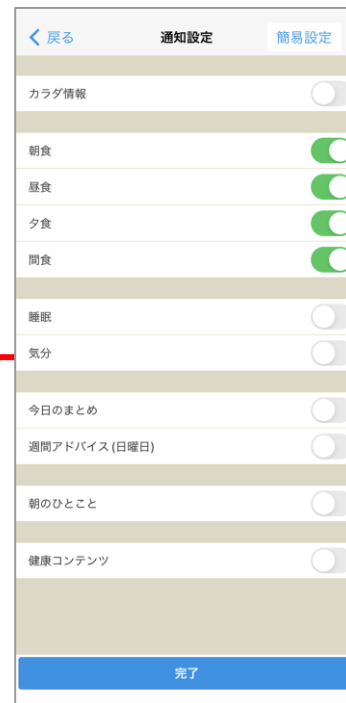 戻る 通知設定 簡易設定
カラダ情報
朝食
昼食
夕食
間食
睡眠
気分
今日のまとめ
週間アドバイス(日曜日)
朝のひとこと
健康コンテンツ
完了